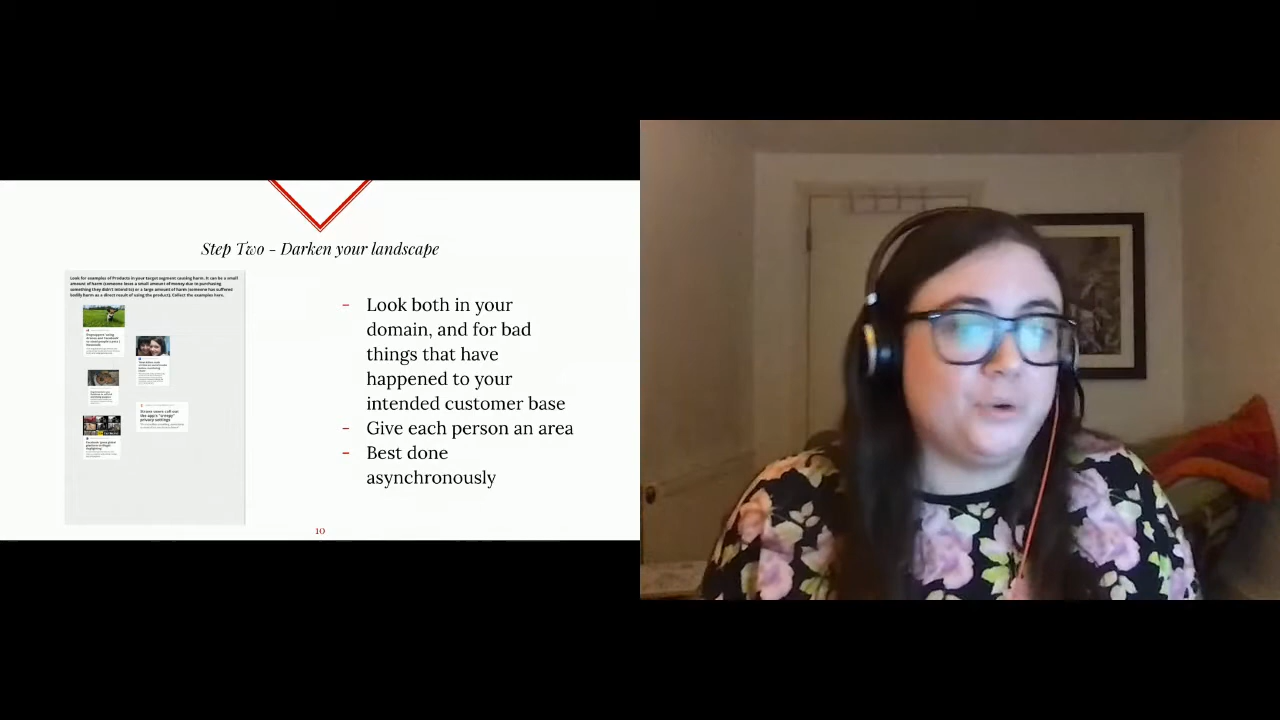 Step Two - Darken your landscape
Look for examples of Products in your target segment causing harm. It can be a small
amount of harm (someone loses a small amount of money due to purchasing
something they didn't intend to) or a large amount of harm (someone has suffered
bodily harm as a direct result of using the product). Collect the examples here.
- Look both in your
domain, and for bad
things that have
happened to your
intended customer base
- Give each person an area
- Best done
asynchronously
10